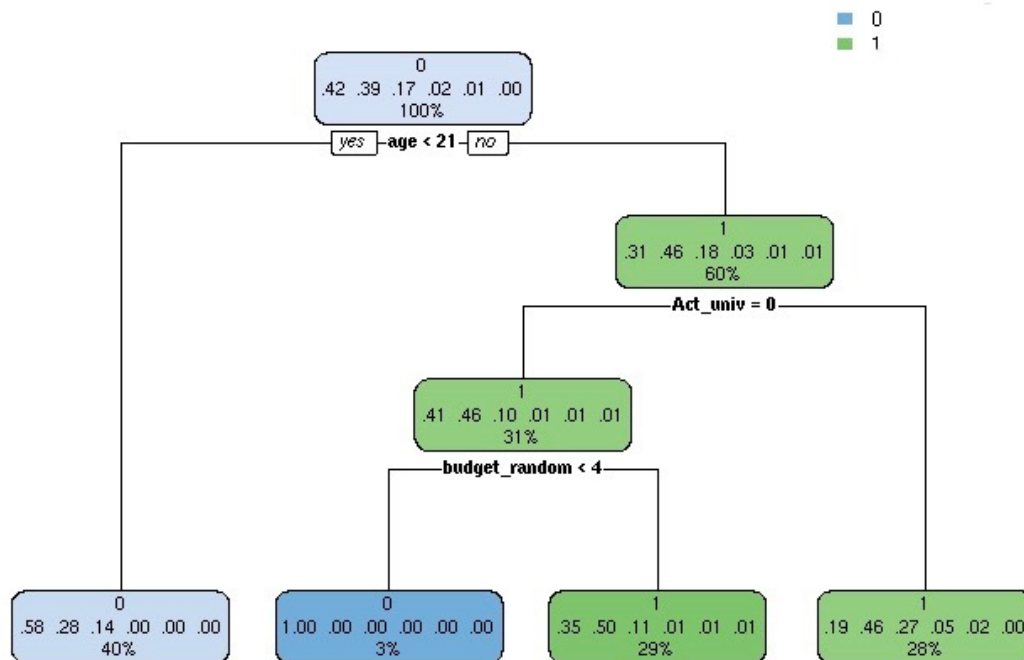 0
1
0
.42 .39 .17 .02 .01 .00
100%
yes age < 21 no
1
.31 .46 .18 .03 .01 .01
60%
Act_univ = 0
1
.41 .46 .10 .01 .01 .01
31%
budget_random < 4
0
.58 .28 .14 .00 .00 .00
40%
0
1.00 .00 .00 .00 .00 .00
3%
1
.35 .50 .11 .01 .01 .01
29%
1
.19 .46 .27 .05 .02 .00
28%